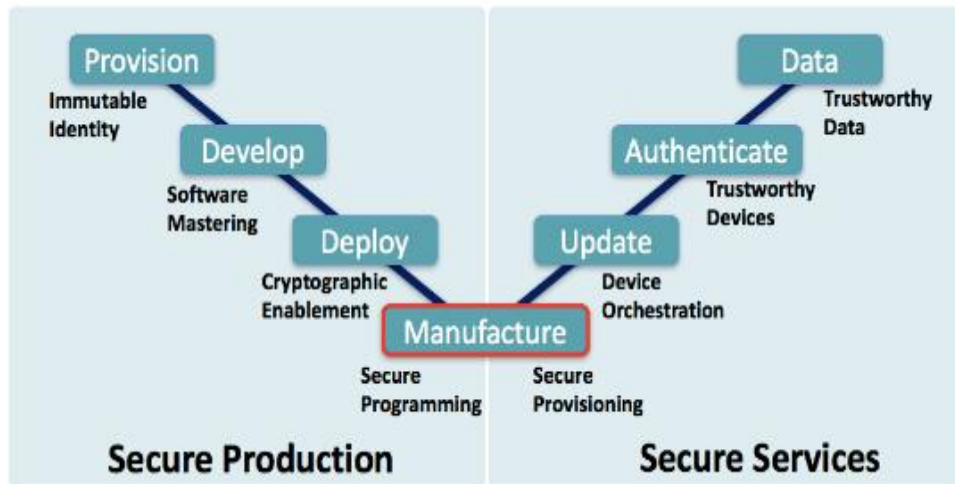 Provision
Immutable
Identity
Develop
Software
Mastering
Deploy
Cryptographic
Enablement
Manufacture
Secure
Programming
Secure
Provisioning
Update
Device
Orchestration
Authenticate
Trustworthy
Devices
Data
Trustworthy
Data
Secure Production
Secure Services